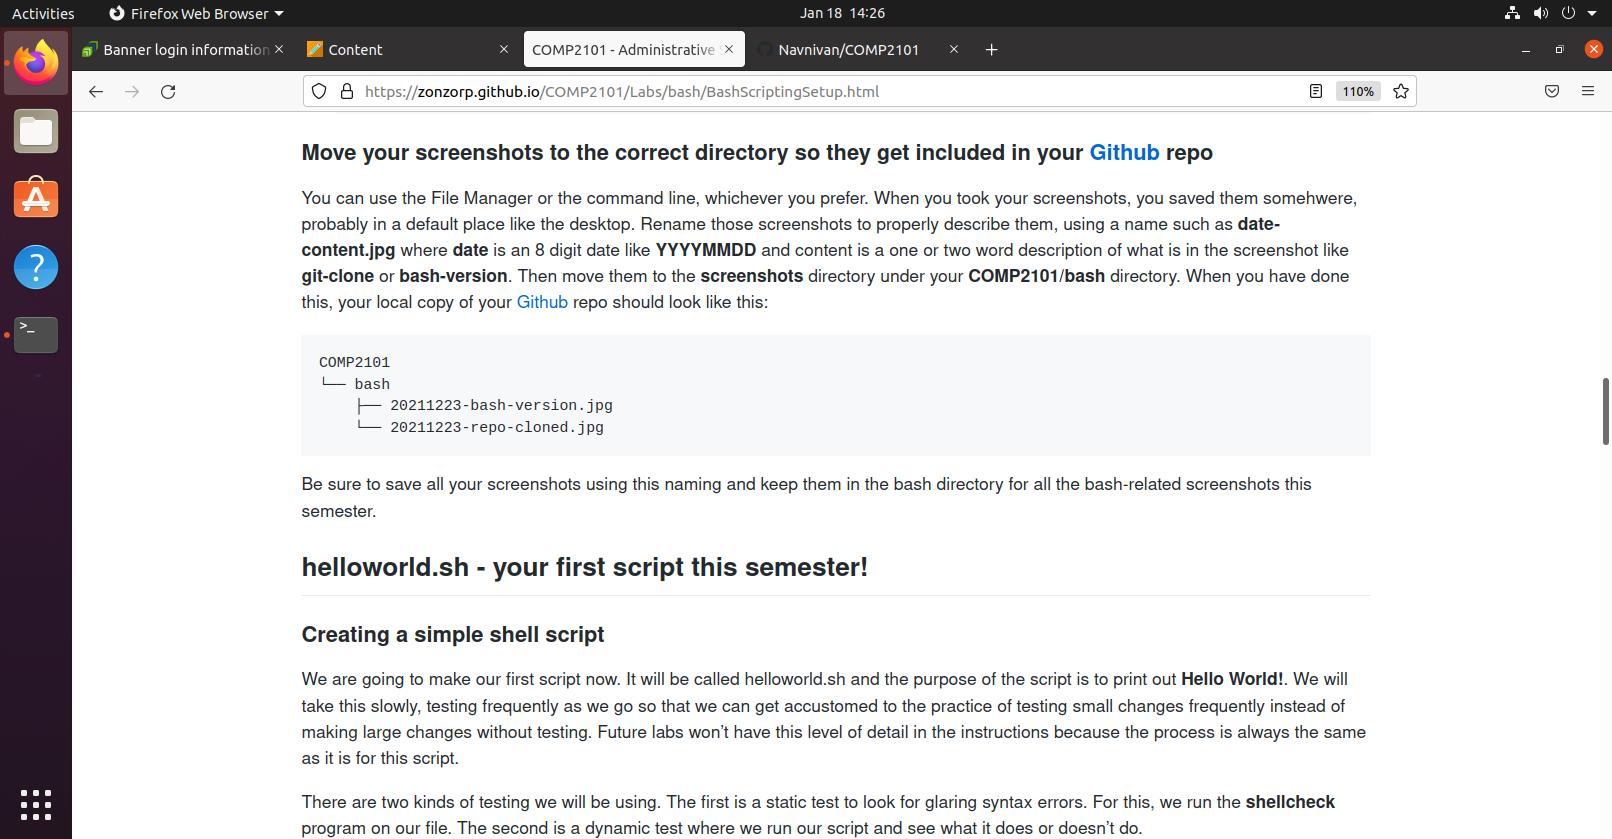 Activities
Firefox Web Browser
Jan 18 14:26
Banner login information
Content
COMP2101 - Administrative
Navnivan/COMP2101
https://zonzorp.github.io/COMP2101/Labs/bash/BashScriptingSetup.html
110%
Move your screenshots to the correct directory so they get included in your Github repo
You can use the File Manager or the command line, whichever you prefer. When you took your screenshots, you saved them somehwere,
probably in a default place like the desktop. Rename those screenshots to properly describe them, using a name such as date-
content.jpg where date is an 8 digit date like YYYYMMDD and content is a one or two word description of what is in the screenshot like
git-clone or bash-version. Then move them to the screenshots directory under your COMP2101/bash directory. When you have done
this, your local copy of your Github repo should look like this:
COMP2101
└── bash
├── 20211223-bash-version.jpg
└── 20211223-repo-cloned.jpg
Be sure to save all your screenshots using this naming and keep them in the bash directory for all the bash-related screenshots this
semester.
helloworld.sh - your first script this semester!
Creating a simple shell script
We are going to make our first script now. It will be called helloworld.sh and the purpose of the script is to print out Hello World!. We will
take this slowly, testing frequently as we go so that we can get accustomed to the practice of testing small changes frequently instead of
making large changes without testing. Future labs won't have this level of detail in the instructions because the process is always the same
as it is for this script.
There are two kinds of testing we will be using. The first is a static test to look for glaring syntax errors. For this, we run the shellcheck
program on our file. The second is a dynamic test where we run our script and see what it does or doesn't do.